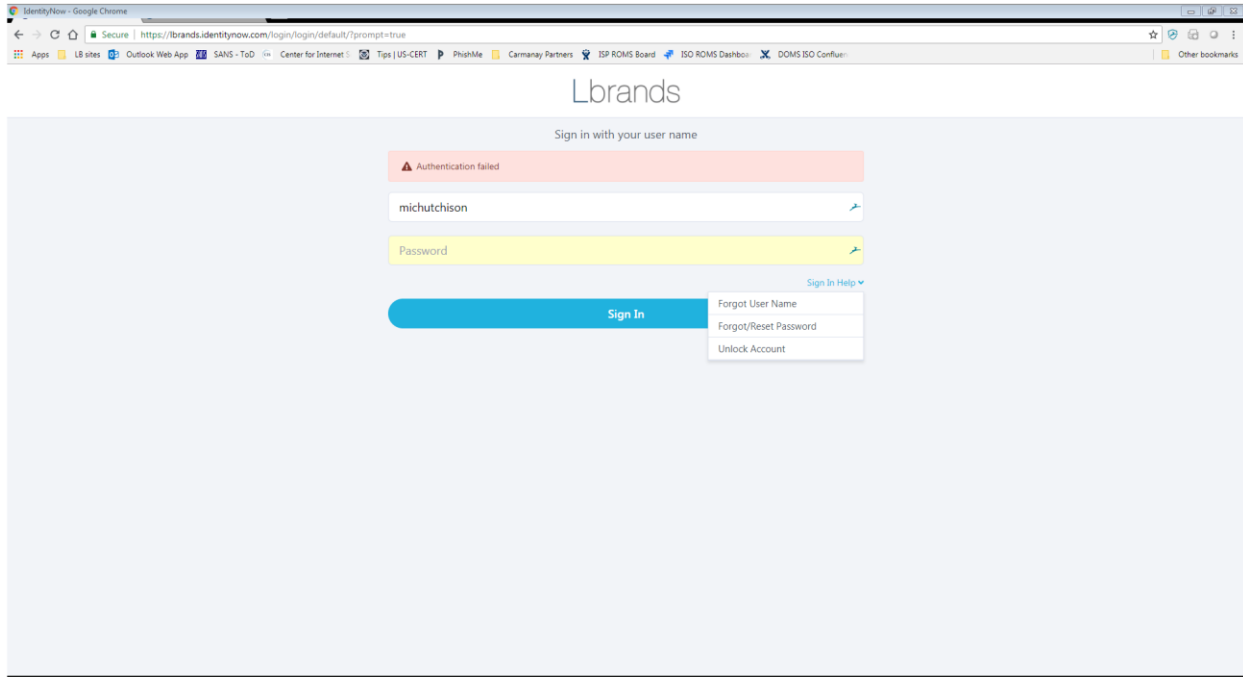 IdentityNow - Google Chrome
Secure | https://lbrands.identitynow.com/login/login/default/?prompt=true
Apps LB sites Outlook Web App SANS - ToD Center for Internet S Tips | US-CERT PhishMe Carmanay Partners ISP ROMS Board ISO ROMS Dashboar DOMS ISO Confluen Other bookmarks
Lbrands
Sign in with your user name
Authentication failed
michutchison
Password
Sign In Help
Forgot User Name
Sign In
Forgot/Reset Password
Unlock Account